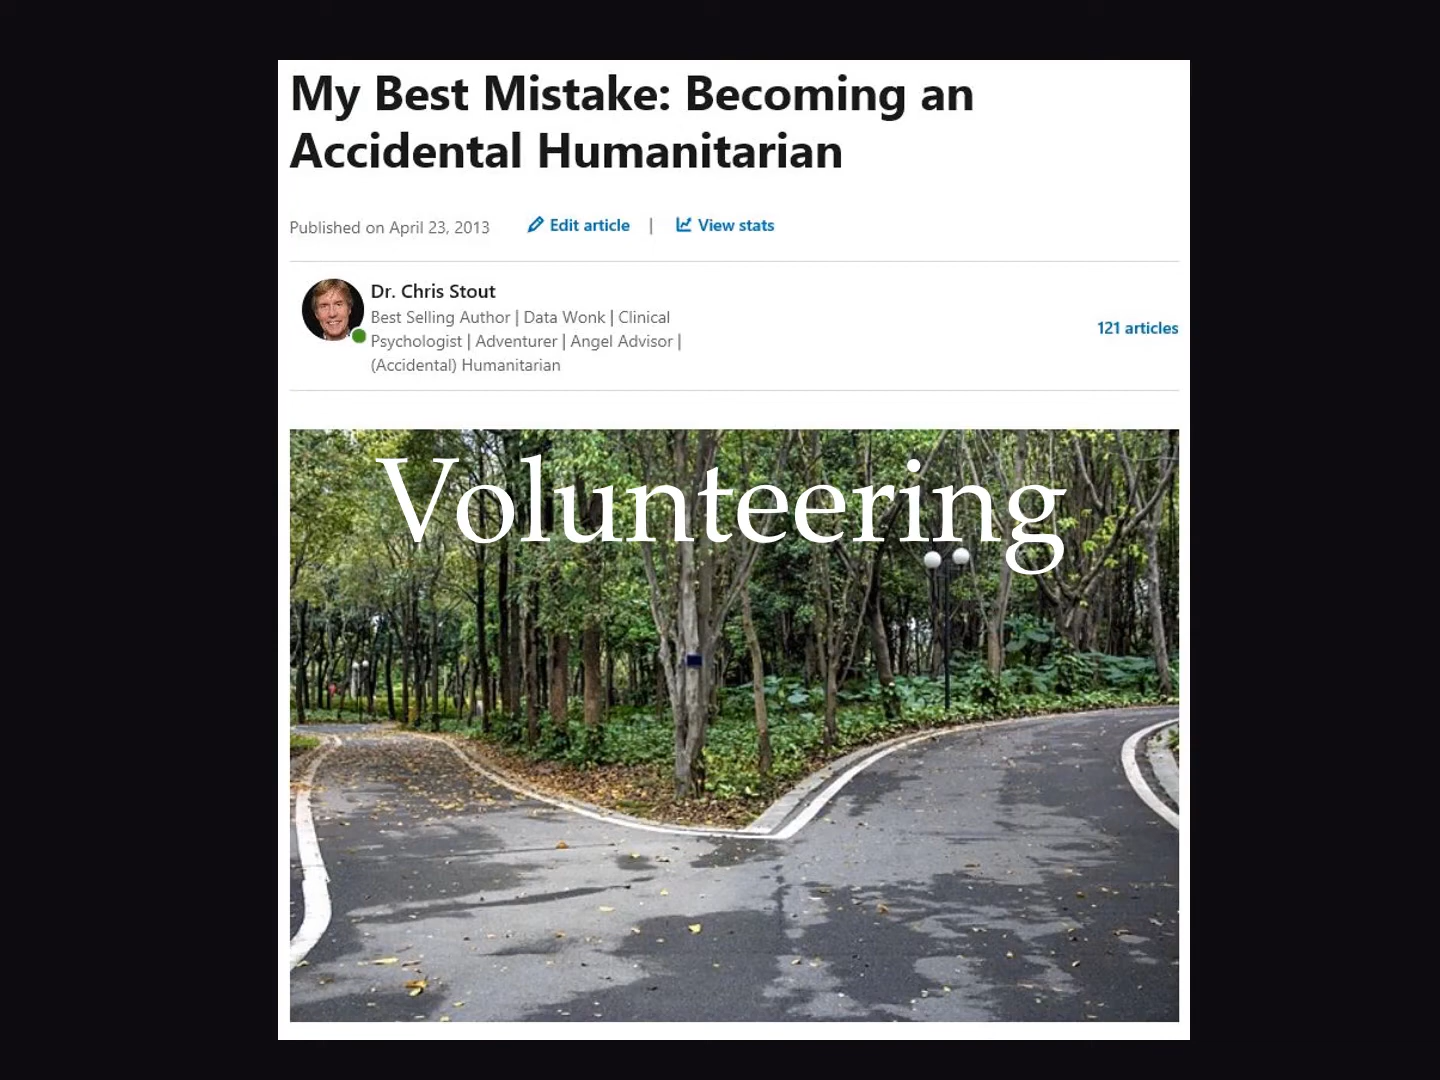 My Best Mistake: Becoming an
Accidental Humanitarian
Published on April 23, 2013 Edit article | View stats
Dr. Chris Stout
Best Selling Author | Data Wonk | Clinical
Psychologist | Adventurer | Angel Advisor |
(Accidental) Humanitarian
121 articles
Volunteering